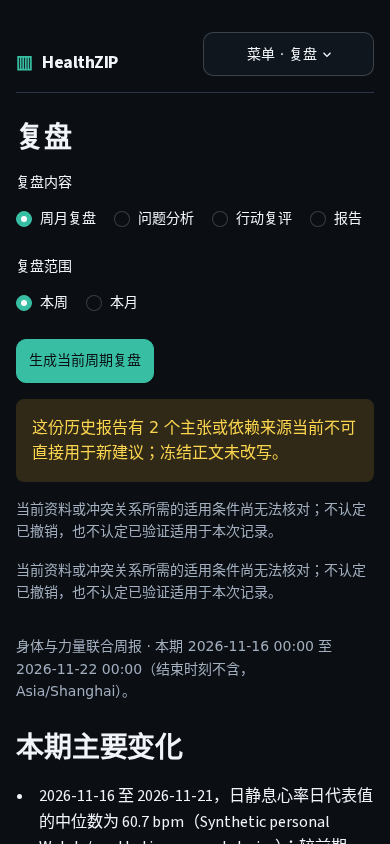 HealthZIP
菜单 · 复盘
复盘
复盘内容
周月复盘 问题分析 行动复评 报告
复盘范围
本周 本月
生成当前周期复盘
这份历史报告有 2 个主张或依赖来源当前不可
直接用于新建议；冻结正文未改写。
当前资料或冲突关系所需的适用条件尚无法核对；不认定
已撤销，也不认定已验证适用于本次记录。
当前资料或冲突关系所需的适用条件尚无法核对；不认定
已撤销，也不认定已验证适用于本次记录。
身体与力量联合周报 · 本期 2026-11-16 00:00 至
2026-11-22 00:00（结束时刻不含，
Asia/Shanghai）。
本期主要变化
2026-11-16 至 2026-11-21，日静息心率日代表值
的中位数为 60.7 bpm（Synthetic personal